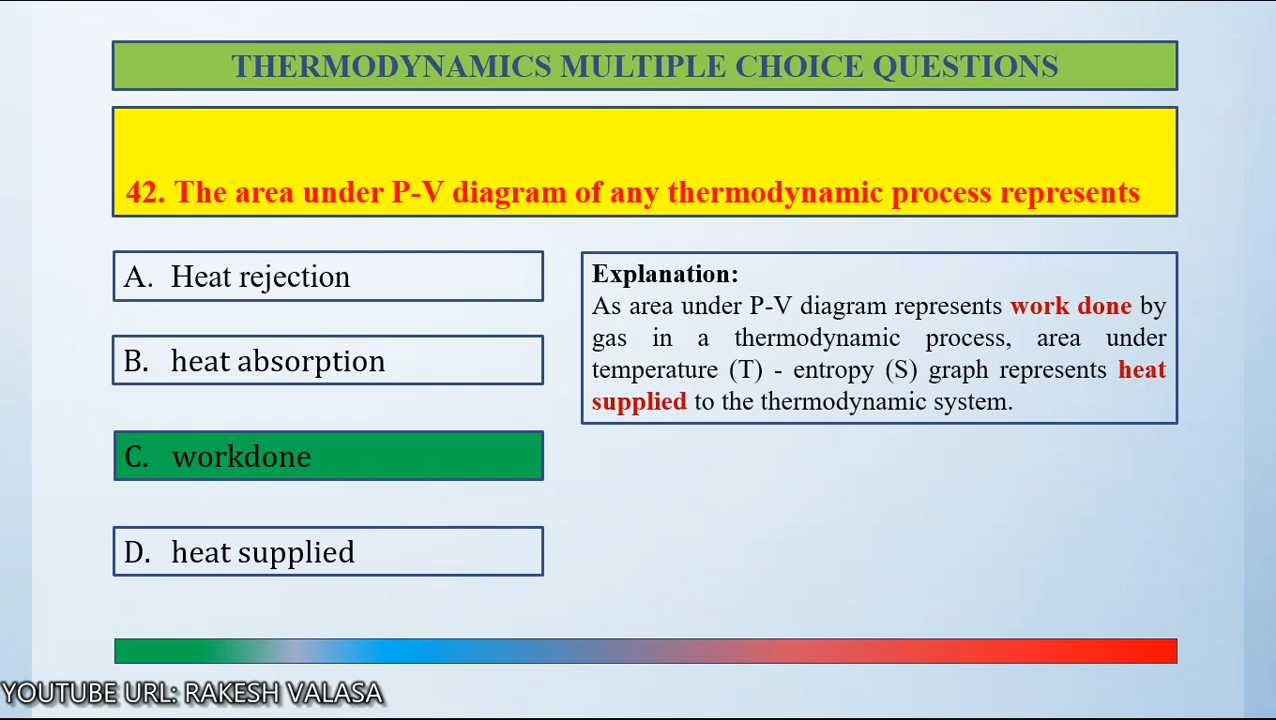 THERMODYNAMICS MULTIPLE CHOICE QUESTIONS
42. The area under P-V diagram of any thermodynamic process represents
A. Heat rejection
B. heat absorption
C. workdone
D. heat supplied
Explanation:
As area under P-V diagram represents work done by
gas in a thermodynamic process, area under
temperature (T) - entropy (S) graph represents heat
supplied to the thermodynamic system.
YOUTUBE URL: RAKESH VALASA